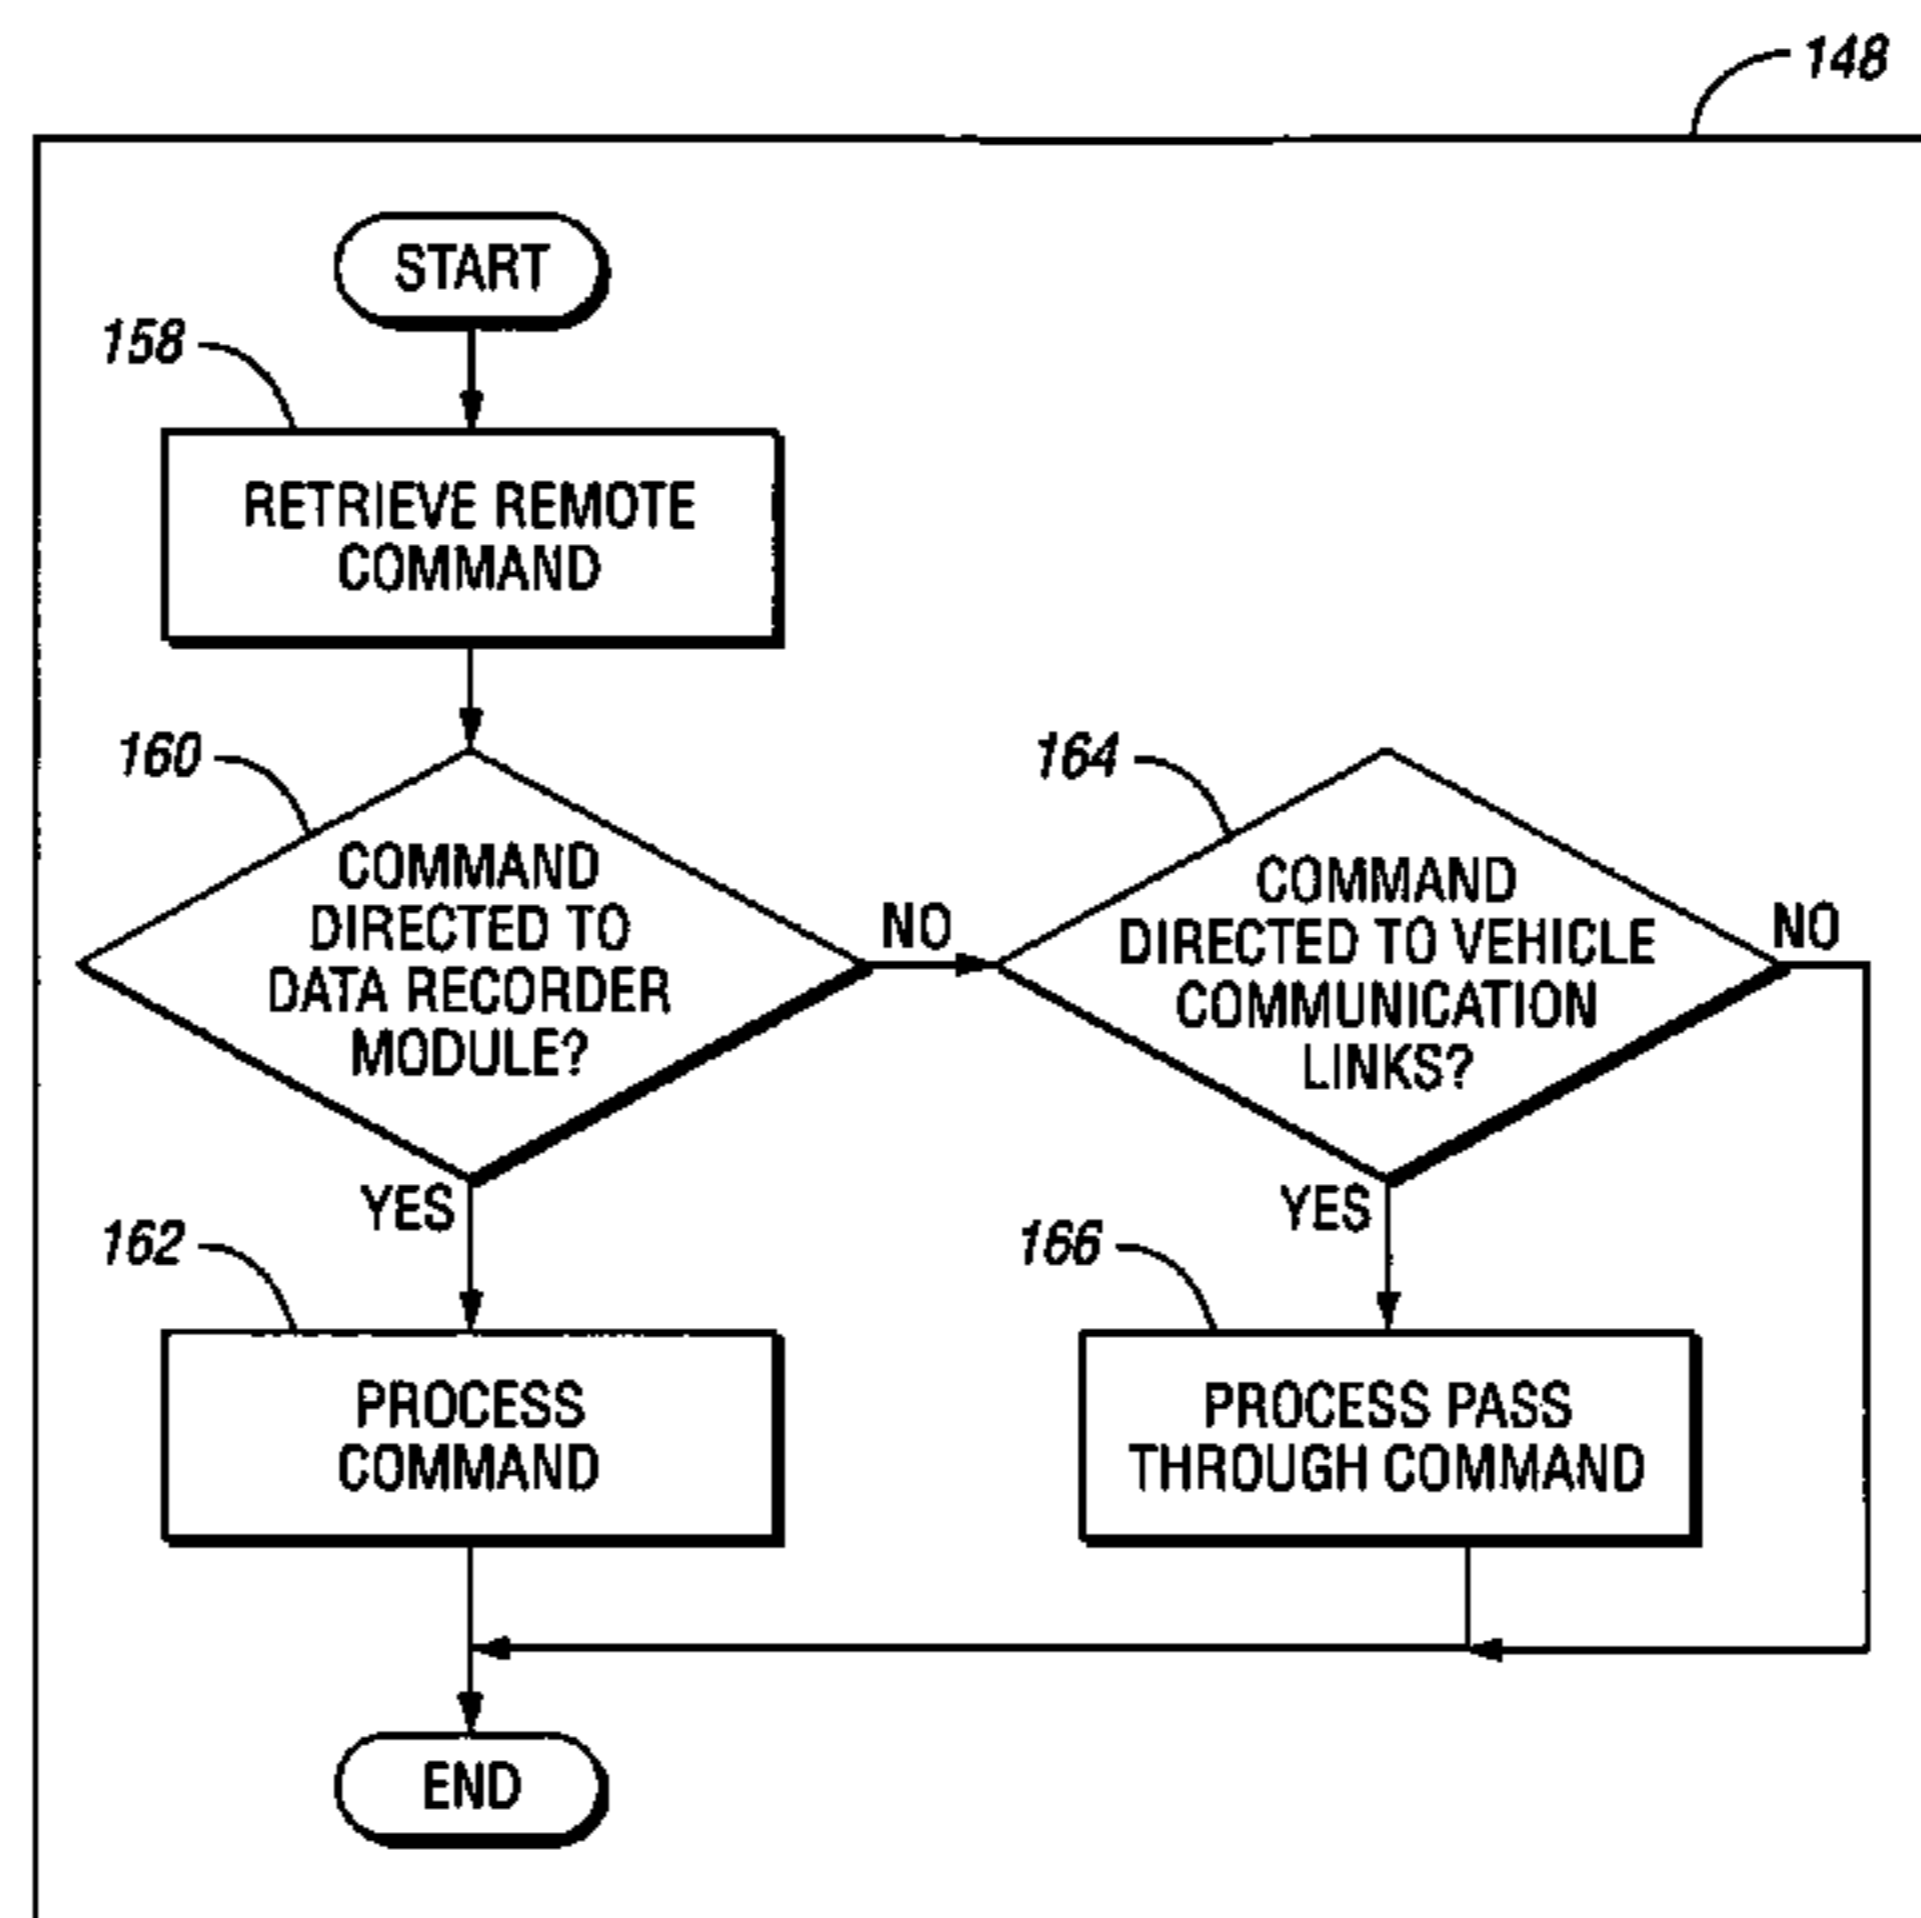 148
START
158
RETRIEVE REMOTE
COMMAND
160
COMMAND
DIRECTED TO
DATA RECORDER
MODULE?
NO
164
COMMAND
DIRECTED TO VEHICLE
COMMUNICATION
LINKS?
NO
YES
162
PROCESS
COMMAND
YES
166
PROCESS PASS
THROUGH COMMAND
END